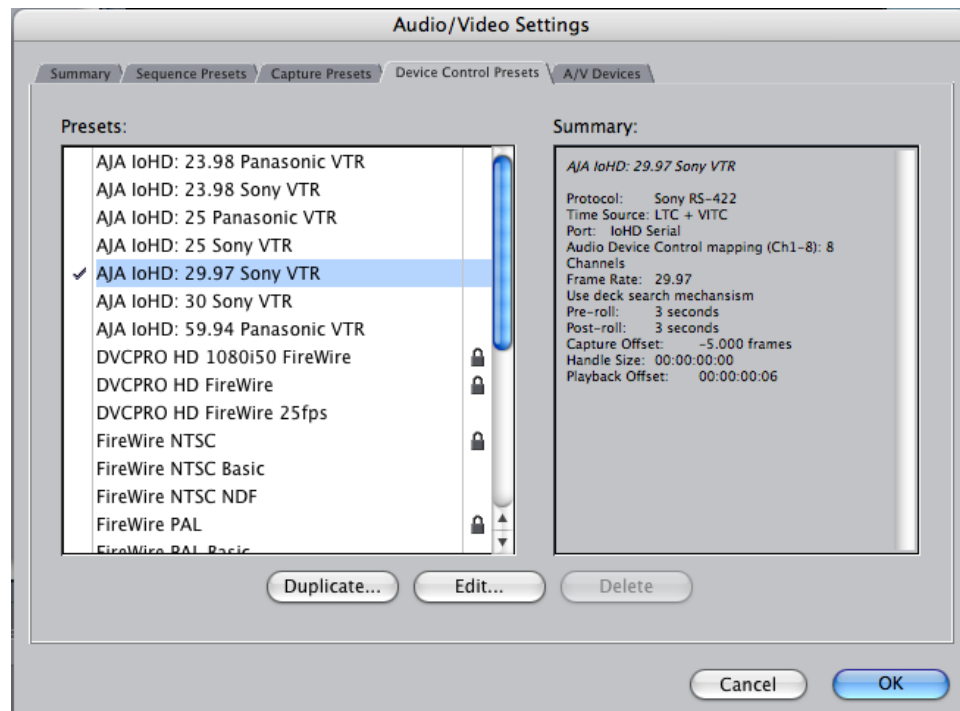 Audio/Video Settings
Summary
Sequence Presets
Capture Presets
Device Control Presets
A/V Devices
Presets:
AJA IoHD: 23.98 Panasonic VTR
AJA IoHD: 23.98 Sony VTR
AJA IoHD: 25 Panasonic VTR
AJA IoHD: 25 Sony VTR
AJA IoHD: 29.97 Sony VTR
AJA IoHD: 30 Sony VTR
AJA IoHD: 59.94 Panasonic VTR
DVCPRO HD 1080i50 FireWire
DVCPRO HD FireWire
DVCPRO HD FireWire 25fps
FireWire NTSC
FireWire NTSC Basic
FireWire NTSC NDF
FireWire PAL
FireWire PAL Basic
Summary:
AJA IoHD: 29.97 Sony VTR
Protocol: Sony RS-422
Time Source: LTC + VITC
Port: IoHD Serial
Audio Device Control mapping (Ch1-8): 8
Channels
Frame Rate: 29.97
Use deck search mechansism
Pre-roll: 3 seconds
Post-roll: 3 seconds
Capture Offset: -5.000 frames
Handle Size: 00:00:00:00
Playback Offset: 00:00:00:06
Duplicate...
Edit...
Delete
Cancel
OK